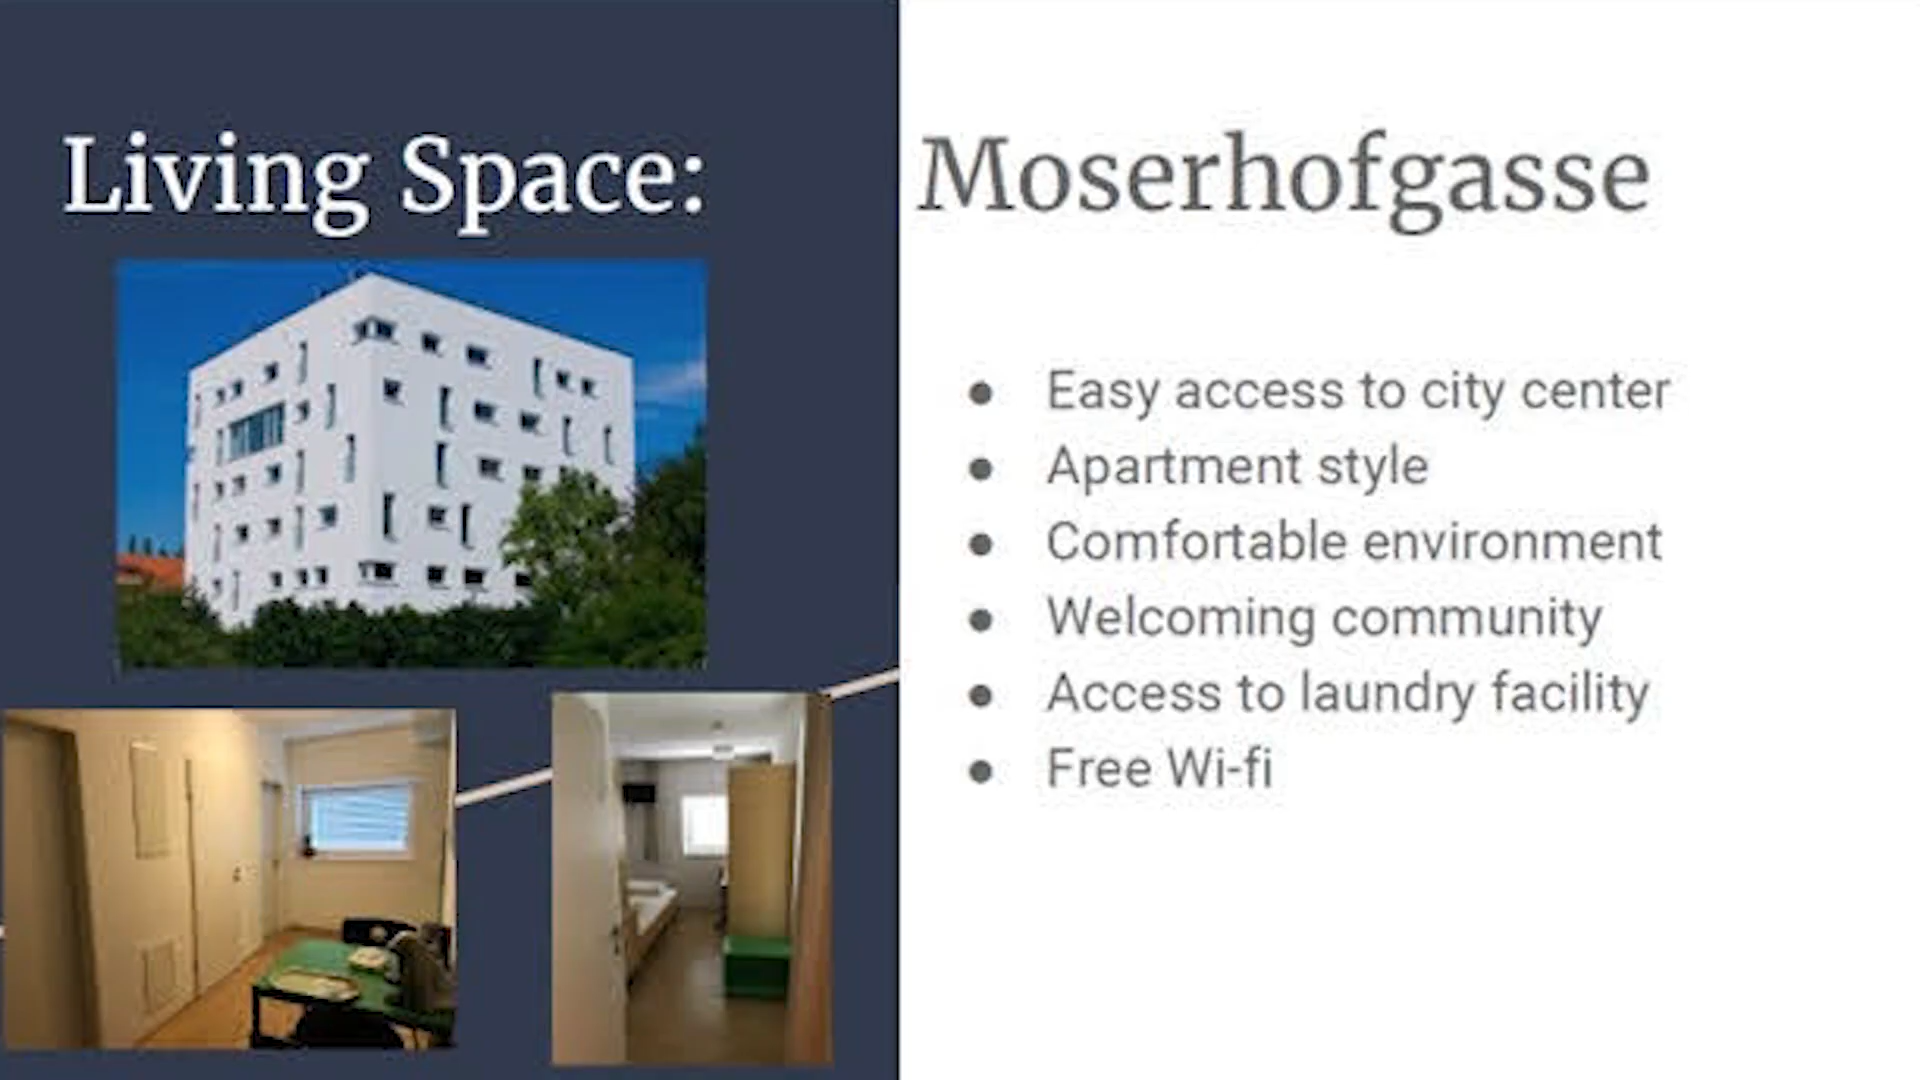 Living Space:
Moserhofgasse
● Easy access to city center
● Apartment style
● Comfortable environment
● Welcoming community
● Access to laundry facility
● Free Wi-fi